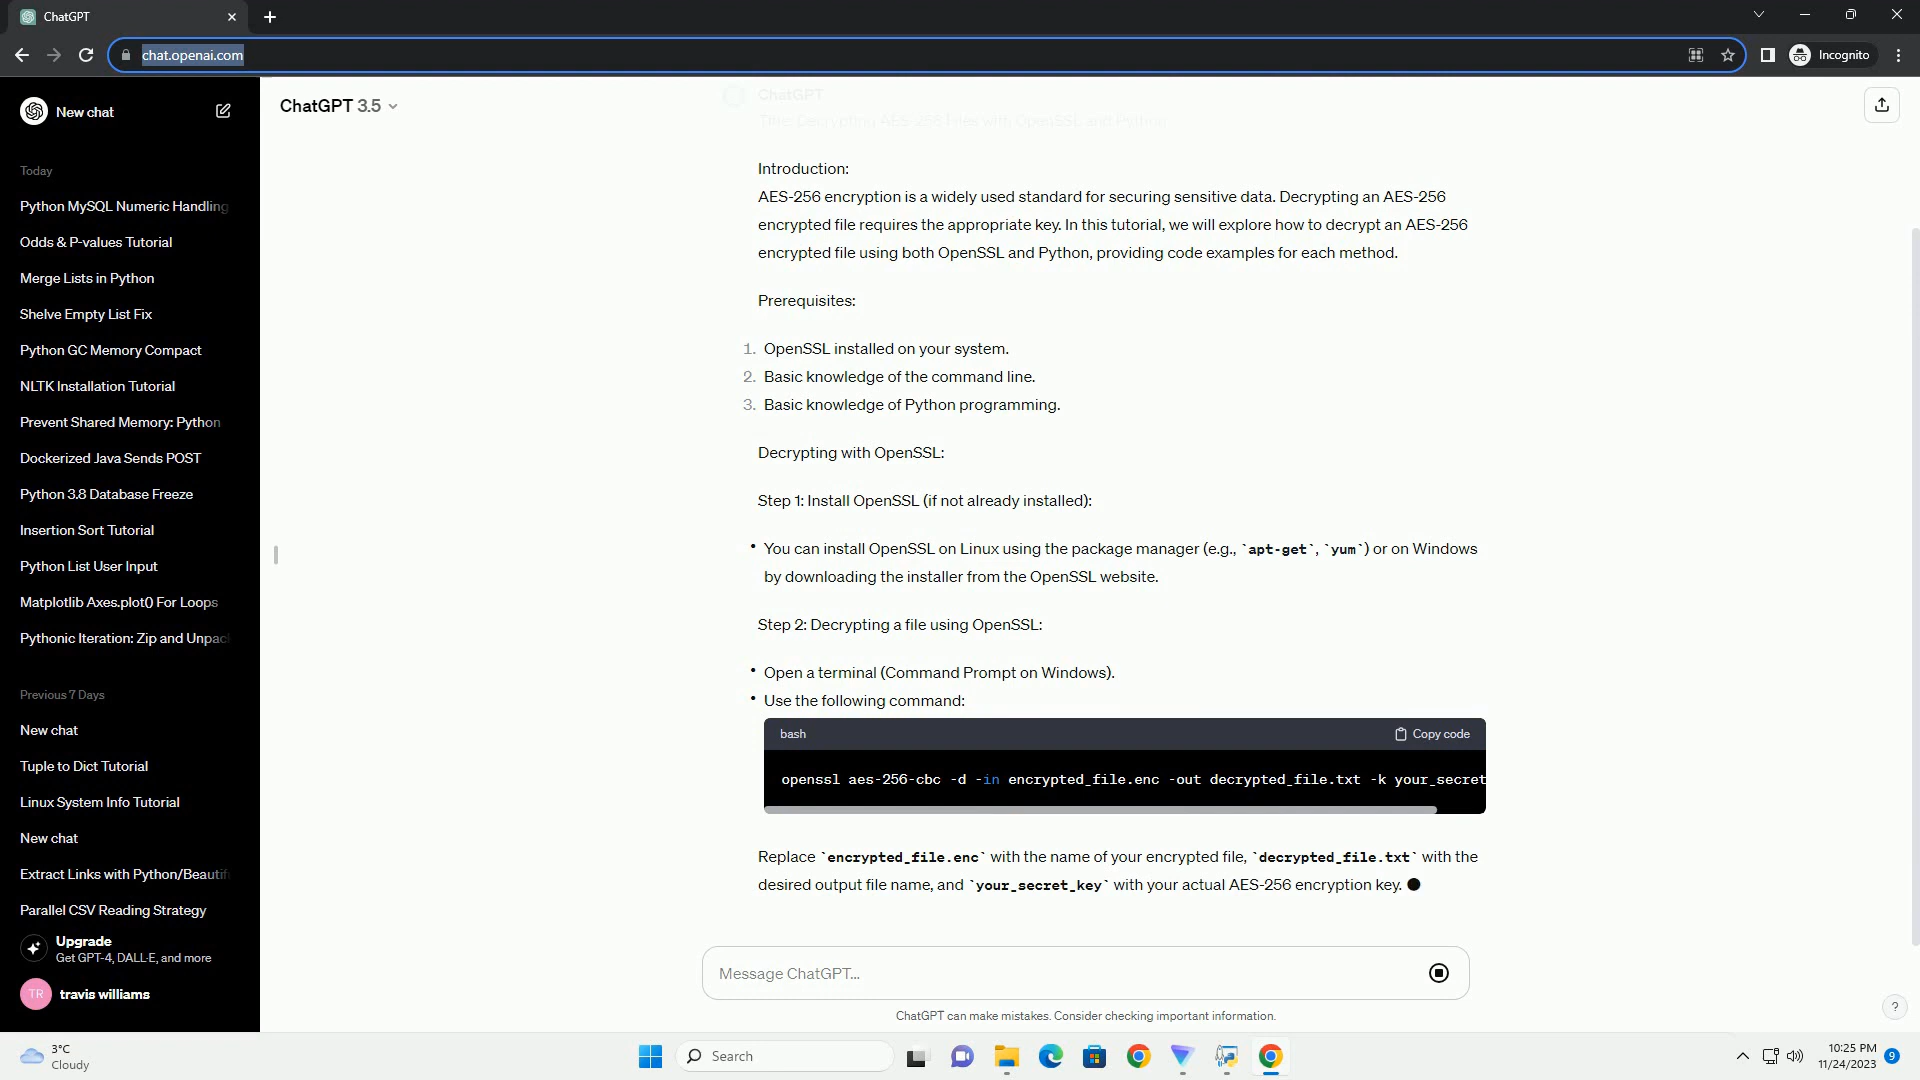 ChatGPT
chat.openai.com
Incognito
New chat
Today
Python MySQL Numeric Handling
Odds & P-values Tutorial
Merge Lists in Python
Shelve Empty List Fix
Python GC Memory Compact
NLTK Installation Tutorial
Prevent Shared Memory: Python
Dockerized Java Sends POST
Python 3.8 Database Freeze
Insertion Sort Tutorial
Python List User Input
Matplotlib Axes.plot() For Loops
Pythonic Iteration: Zip and Unpac
Previous 7 Days
New chat
Tuple to Dict Tutorial
Linux System Info Tutorial
New chat
Extract Links with Python/Beautif
Parallel CSV Reading Strategy
Upgrade
Get GPT-4, DALL·E, and more
TR
travis williams
ChatGPT 3.5
ChatGPT
Title: Decrypting AES-256 Files with OpenSSL and Python
Introduction:
AES-256 encryption is a widely used standard for securing sensitive data. Decrypting an AES-256
encrypted file requires the appropriate key. In this tutorial, we will explore how to decrypt an AES-256
encrypted file using both OpenSSL and Python, providing code examples for each method.
Prerequisites:
1. OpenSSL installed on your system.
2. Basic knowledge of the command line.
3. Basic knowledge of Python programming.
Decrypting with OpenSSL:
Step 1: Install OpenSSL (if not already installed):
• You can install OpenSSL on Linux using the package manager (e.g., `apt-get`, `yum`) or on Windows
by downloading the installer from the OpenSSL website.
Step 2: Decrypting a file using OpenSSL:
• Open a terminal (Command Prompt on Windows).
• Use the following command:
bash
Copy code
openssl aes-256-cbc -d -in encrypted_file.enc -out decrypted_file.txt -k your_secret
Replace `encrypted_file.enc` with the name of your encrypted file, `decrypted_file.txt` with the
desired output file name, and `your_secret_key` with your actual AES-256 encryption key.
Message ChatGPT...
ChatGPT can make mistakes. Consider checking important information.
?
3°C
Cloudy
Search
10:25 PM
11/24/2023
9